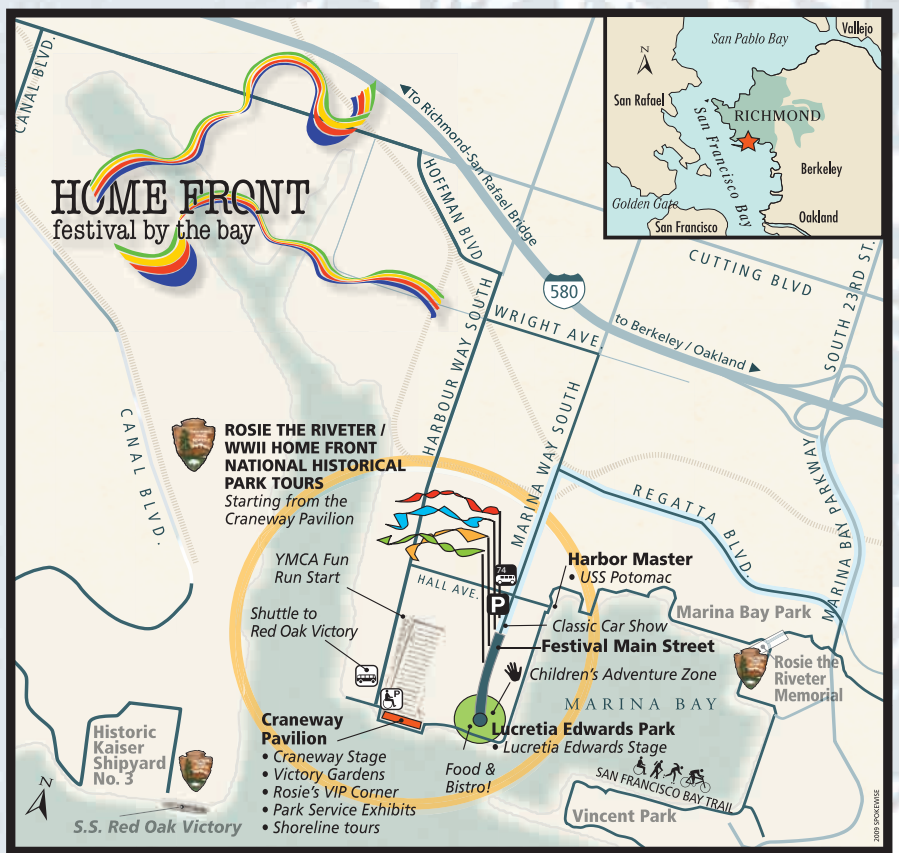 CANAL BLVD.
HOME FRONT
festival by the bay
To Richmond-San Rafael Bridge
HOFFMAN BLVD
N
San Pablo Bay
Vallejo
San Rafael
RICHMOND
San Francisco Bay
Berkeley
Golden Gate
San Francisco
Oakland
CUTTING BLVD
SOUTH 23RD ST.
580
WRIGHT AVE.
to Berkeley / Oakland
HARBOUR WAY SOUTH
MARINA WAY SOUTH
CANAL BLVD.
ROSIE THE RIVETER /
WWII HOME FRONT
NATIONAL HISTORICAL
PARK TOURS
Starting from the
Craneway Pavilion
REGATTA BLVD.
MARINA BAY PARKWAY
YMCA Fun
Run Start
HALL AVE.
74
P
Harbor Master
• USS Potomac
Shuttle to
Red Oak Victory
Classic Car Show
Festival Main Street
Children's Adventure Zone
Marina Bay Park
Rosie the
Riveter
Memorial
MARINA BAY
P
Craneway
Pavilion
• Craneway Stage
• Victory Gardens
• Rosie's VIP Corner
• Park Service Exhibits
• Shoreline tours
Lucretia Edwards Park
• Lucretia Edwards Stage
Food &
Bistro!
SAN FRANCISCO BAY TRAIL
Vincent Park
Historic
Kaiser
Shipyard
No. 3
N
S.S. Red Oak Victory
2009 SPOKEWISE